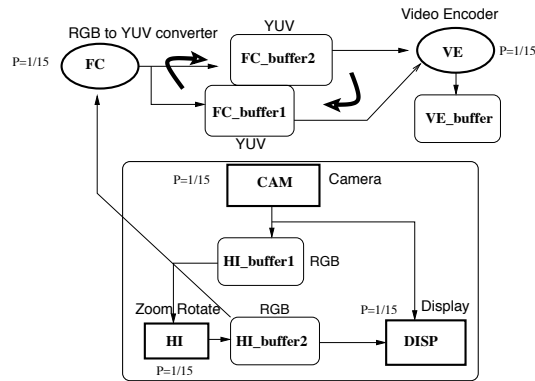 RGB to YUV converter
YUV
Video Encoder
P=1/15
FC
FC_buffer2
VE
P=1/15
FC_buffer1
VE_buffer
YUV
P=1/15
CAM
Camera
HI_buffer1
RGB
Zoom Rotate
RGB
P=1/15
Display
HI
HI_buffer2
DISP
P=1/15